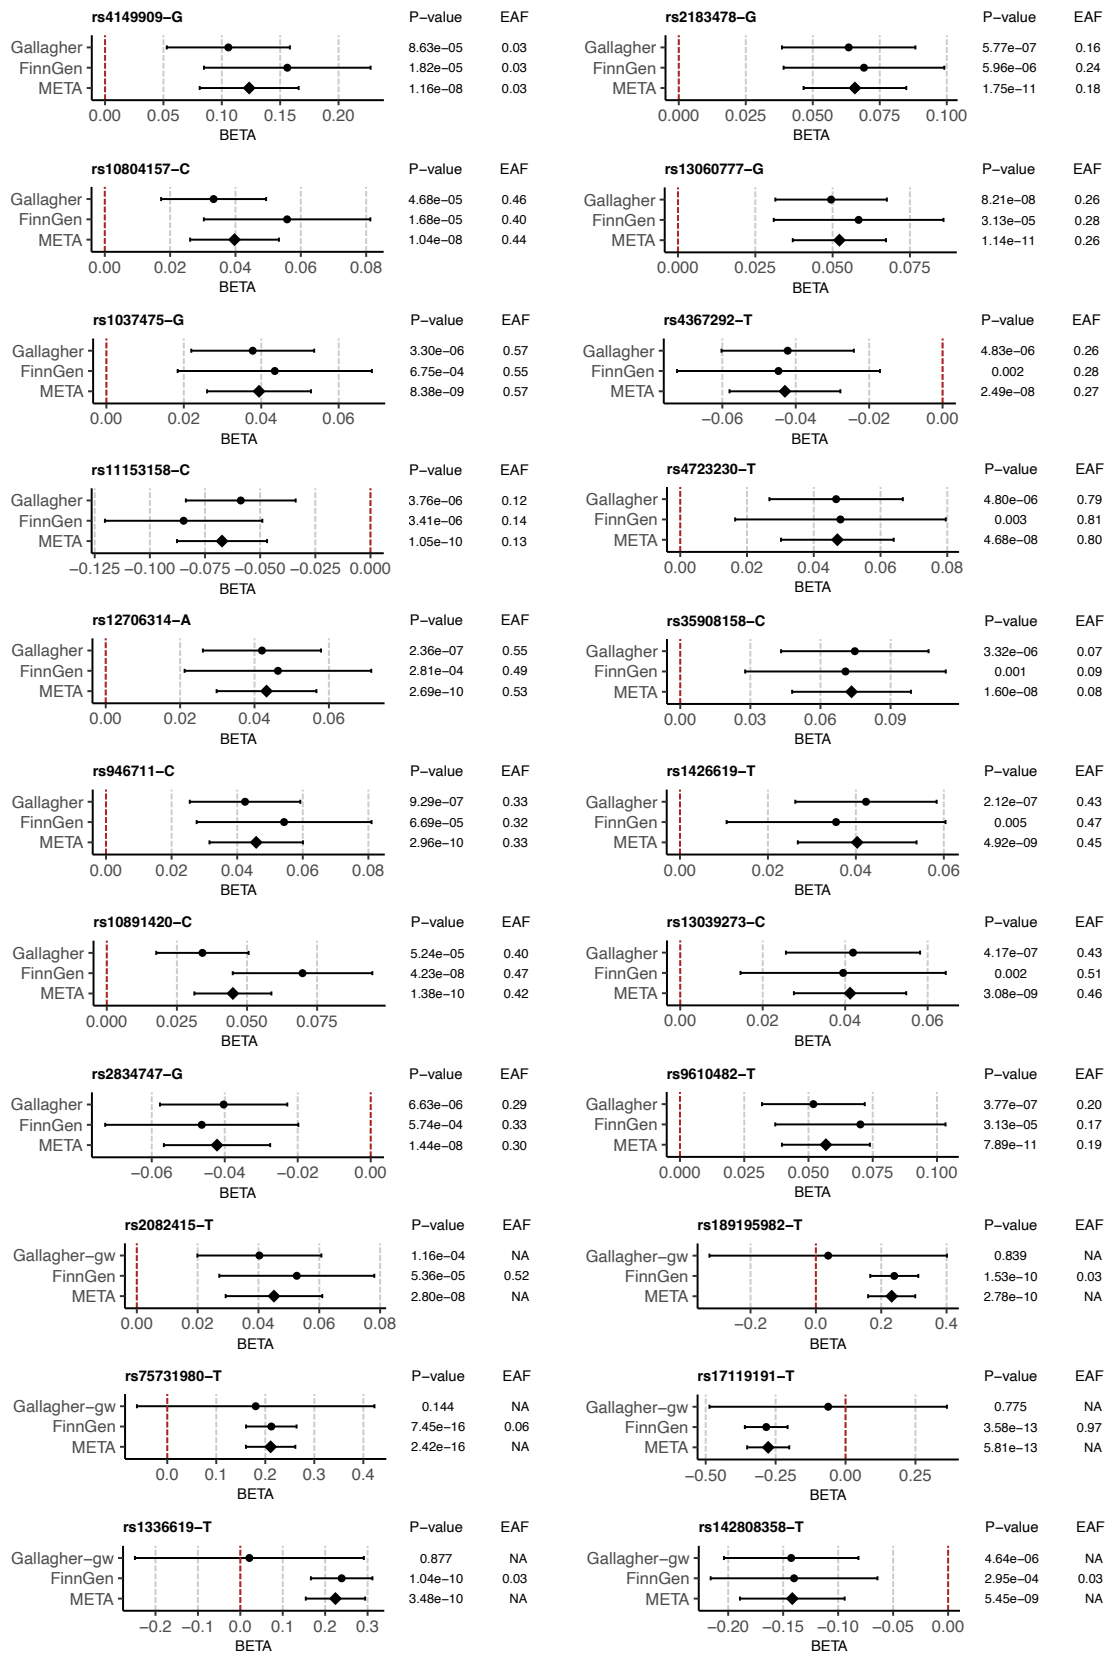 rs4149909−G P−value EAF
Gallagher 8.63e−05 0.03
FinnGen 1.82e−05 0.03
META 1.16e−08 0.03
0.00 0.05 0.10 0.15 0.20
BETA
rs2183478−G P−value EAF
Gallagher 5.77e−07 0.16
FinnGen 5.96e−06 0.24
META 1.75e−11 0.18
0.000 0.025 0.050 0.075 0.100
BETA
rs10804157−C P−value EAF
Gallagher 4.68e−05 0.46
FinnGen 1.68e−05 0.40
META 1.04e−08 0.44
0.00 0.02 0.04 0.06 0.08
BETA
rs13060777−G P−value EAF
Gallagher 8.21e−08 0.26
FinnGen 3.13e−05 0.28
META 1.14e−11 0.26
0.000 0.025 0.050 0.075
BETA
rs1037475−G P−value EAF
Gallagher 3.30e−06 0.57
FinnGen 6.75e−04 0.55
META 8.38e−09 0.57
0.00 0.02 0.04 0.06
BETA
rs4367292−T P−value EAF
Gallagher 4.83e−06 0.26
FinnGen 0.002 0.28
META 2.49e−08 0.27
−0.06 −0.04 −0.02 0.00
BETA
rs11153158−C P−value EAF
Gallagher 3.76e−06 0.12
FinnGen 3.41e−06 0.14
META 1.05e−10 0.13
−0.125 −0.100 −0.075 −0.050 −0.025 0.000
BETA
rs4723230−T P−value EAF
Gallagher 4.80e−06 0.79
FinnGen 0.003 0.81
META 4.68e−08 0.80
0.00 0.02 0.04 0.06 0.08
BETA
rs12706314−A P−value EAF
Gallagher 2.36e−07 0.55
FinnGen 2.81e−04 0.49
META 2.69e−10 0.53
0.00 0.02 0.04 0.06
BETA
rs35908158−C P−value EAF
Gallagher 3.32e−06 0.07
FinnGen 0.001 0.09
META 1.60e−08 0.08
0.00 0.03 0.06 0.09
BETA
rs946711−C P−value EAF
Gallagher 9.29e−07 0.33
FinnGen 6.69e−05 0.32
META 2.96e−10 0.33
0.00 0.02 0.04 0.06 0.08
BETA
rs1426619−T P−value EAF
Gallagher 2.12e−07 0.43
FinnGen 0.005 0.47
META 4.92e−09 0.45
0.00 0.02 0.04 0.06
BETA
rs10891420−C P−value EAF
Gallagher 5.24e−05 0.40
FinnGen 4.23e−08 0.47
META 1.38e−10 0.42
0.000 0.025 0.050 0.075
BETA
rs13039273−C P−value EAF
Gallagher 4.17e−07 0.43
FinnGen 0.002 0.51
META 3.08e−09 0.46
0.00 0.02 0.04 0.06
BETA
rs2834747−G P−value EAF
Gallagher 6.63e−06 0.29
FinnGen 5.74e−04 0.33
META 1.44e−08 0.30
−0.06 −0.04 −0.02 0.00
BETA
rs9610482−T P−value EAF
Gallagher 3.77e−07 0.20
FinnGen 3.13e−05 0.17
META 7.89e−11 0.19
0.000 0.025 0.050 0.075 0.100
BETA
rs2082415−T P−value EAF
Gallagher−gw 1.16e−04 NA
FinnGen 5.36e−05 0.52
META 2.80e−08 NA
0.00 0.02 0.04 0.06 0.08
BETA
rs189195982−T P−value EAF
Gallagher−gw 0.839 NA
FinnGen 1.53e−10 0.03
META 2.78e−10 NA
−0.2 0.0 0.2 0.4
BETA
rs75731980−T P−value EAF
Gallagher−gw 0.144 NA
FinnGen 7.45e−16 0.06
META 2.42e−16 NA
0.0 0.1 0.2 0.3 0.4
BETA
rs17119191−T P−value EAF
Gallagher−gw 0.775 NA
FinnGen 3.58e−13 0.97
META 5.81e−13 NA
−0.50 −0.25 0.00 0.25
BETA
rs1336619−T P−value EAF
Gallagher−gw 0.877 NA
FinnGen 1.04e−10 0.03
META 3.48e−10 NA
−0.2 −0.1 0.0 0.1 0.2 0.3
BETA
rs142808358−T P−value EAF
Gallagher−gw 4.64e−06 NA
FinnGen 2.95e−04 0.03
META 5.45e−09 NA
−0.20 −0.15 −0.10 −0.05 0.00
BETA